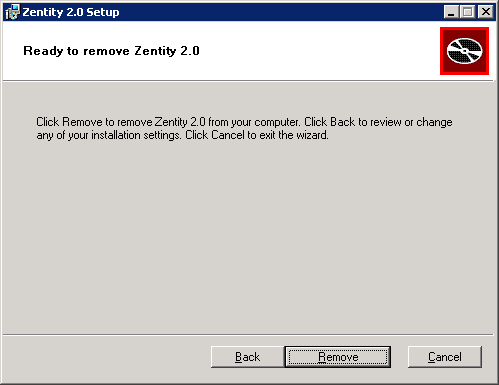 Zentity 2.0 Setup
Ready to remove Zentity 2.0
Click Remove to remove Zentity 2.0 from your computer. Click Back to review or change
any of your installation settings. Click Cancel to exit the wizard.
Back Remove Cancel